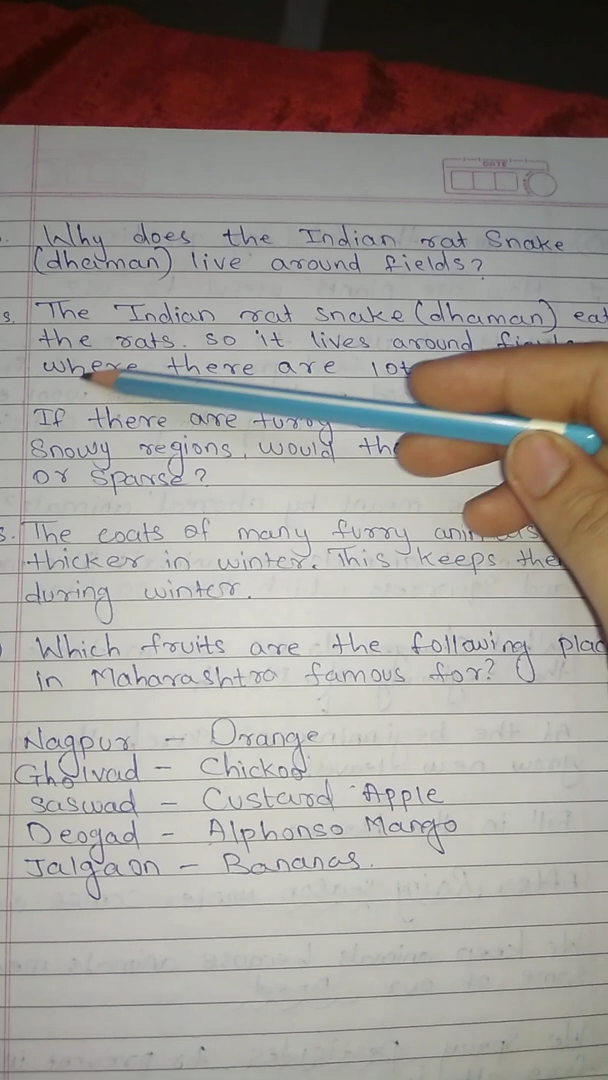 DATE
Why does the Indian rat Snake
(dhaman) live around fields?
s. The Indian rat snake (dhaman) eat
the rats. so it lives around
where there are lot
If there are furry
Snowy regions, would the
or sparse?
s. The coats of many furry
thicker in winter. This keeps the
during winter.
) Which fruits are the following plac
in Maharashtra famous for?
Nagpur - Orange
Gholvad - Chickoo
Saswad - Custard Apple
Deogad - Alphonso Mango
Jalgaon - Bananas.